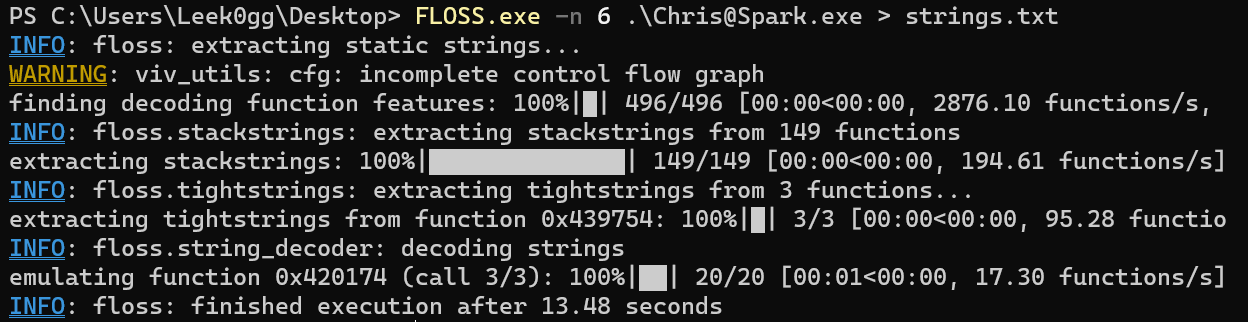 PS C:\Users\Leek0gg\Desktop> FLOSS.exe -n 6 .\Chris@Spark.exe > strings.txt
INFO: floss: extracting static strings...
WARNING: viv_utils: cfg: incomplete control flow graph
finding decoding function features: 100%|█| 496/496 [00:00<00:00, 2876.10 functions/s,
INFO: floss.stackstrings: extracting stackstrings from 149 functions
extracting stackstrings: 100%|██████████████| 149/149 [00:00<00:00, 194.61 functions/s]
INFO: floss.tightstrings: extracting tightstrings from 3 functions...
extracting tightstrings from function 0x439754: 100%|█| 3/3 [00:00<00:00, 95.28 functio
INFO: floss.string_decoder: decoding strings
emulating function 0x420174 (call 3/3): 100%|██| 20/20 [00:01<00:00, 17.30 functions/s]
INFO: floss: finished execution after 13.48 seconds